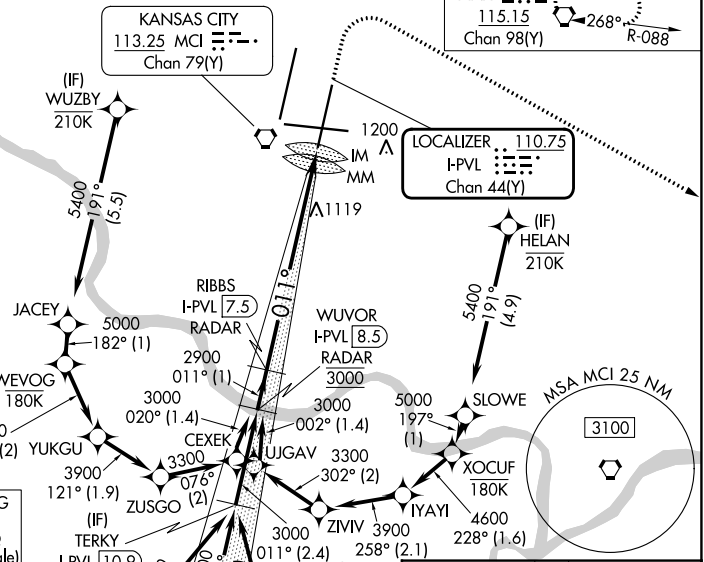 KANSAS CITY
113.25 MCI
Chan 79(Y)
115.15
Chan 98(Y)
268°
R-088
(IF)
WUZBY
210K
1200
IM
MM
LOCALIZER 110.75
I-PVL
Chan 44(Y)
5400
191°
(5.5)
1119
(IF)
HELAN
210K
011°
5400
191°
(4.9)
RIBBS
I-PVL 7.5
RADAR
WUVOR
I-PVL 8.5
RADAR
3000
JACEY
5000
182° (1)
2900
011° (1)
WEVOG
180K
3000
020° (1.4)
3000
002° (1.4)
5000
197°
(1)
SLOWE
MSA MCI 25 NM
3100
(2)
YUKGU
CEXEK
UJGAV
3300
076°
(2)
3300
302° (2)
XOCUF
180K
3900
121° (1.9)
ZUSGO
ZIVIV
IYAYI
4600
228° (1.6)
3900
258° (2.1)
3000
011° (2.4)
(IF)
TERKY
I-PVL 10.9